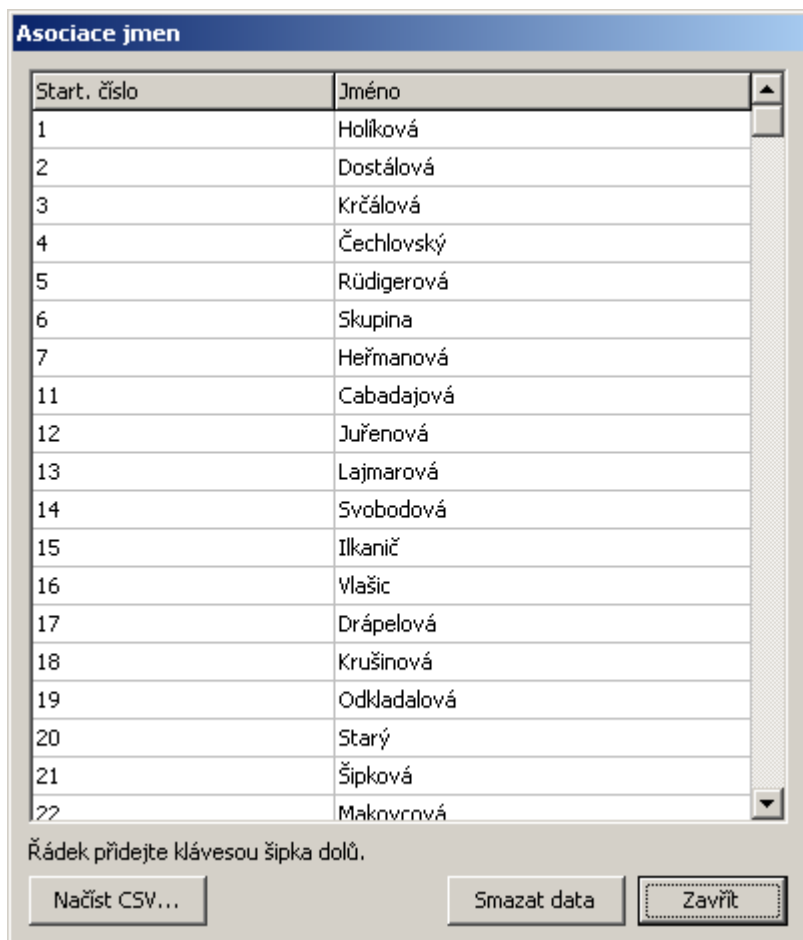 Asociace jmen
Start. číslo Jméno
1 Holíková
2 Dostálová
3 Krčálová
4 Čechlovský
5 Rüdigerová
6 Skupina
7 Heřmanová
11 Cabadajová
12 Juřenová
13 Lajmarová
14 Svobodová
15 Ilkanič
16 Vlašic
17 Drápelová
18 Krušinová
19 Odkladalová
20 Starý
21 Šipková
22 Makovcová
Řádek přidejte klávesou šipka dolů.
Načíst CSV... Smazat data Zavřít